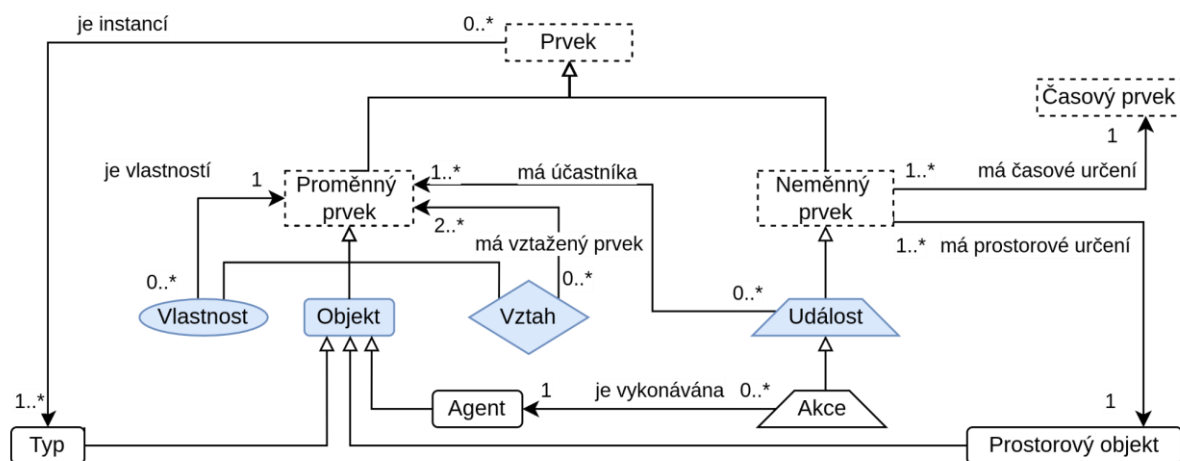 je instancí
0..*
Prvek
Časový prvek
1
je vlastností
1
Proměnný
prvek
1..*
má účastníka
Neměnný
prvek
1..*
má časové určení
2..*
má vztažený prvek
1..*
má prostorové určení
0..*
0..*
0..*
Vlastnost
Objekt
Vztah
Událost
1..*
Agent
1
je vykonávána
0..*
Akce
1
Typ
Prostorový objekt